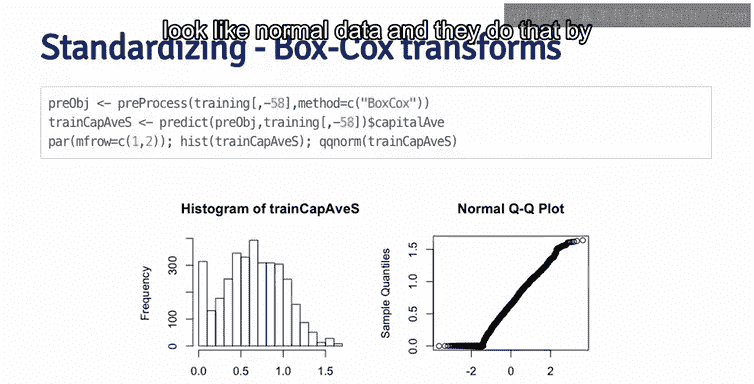 look like normal data and they do that by
Standardizing - Box-Cox transforms
preObj <- preProcess(training[,-58],method=c("BoxCox"))
trainCapAveS <- predict(preObj,training[,-58])$capitalAve
par(mfrow=c(1,2)); hist(trainCapAveS); qqnorm(trainCapAveS)
Histogram of trainCapAveS
Frequency
300
100
0
0.0 0.5 1.0 1.5
Normal Q-Q Plot
Sample Quantiles
1.5
1.0
0.5
0.0
-2 0 2